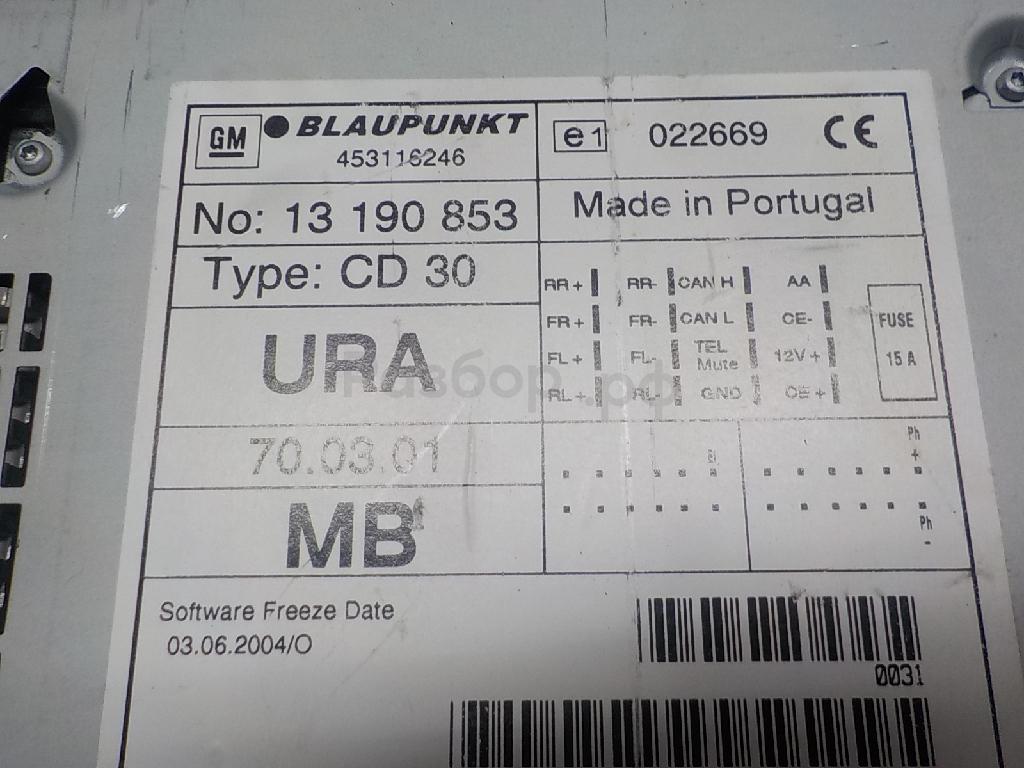 GM BLAUPUNKT
453116246
e1 022669 CE
No: 13 190 853
Made in Portugal
Type: CD 30
RR + RR- CAN H AA
FR + FR- CAN L CE-
FL + FL- TEL Mute 12V +
RL + RL- GND CE +
FUSE
15 A
URA
разбор.рф
70.03.01
MB
Ph
+
Ph
-
Software Freeze Date
03.06.2004/O
0031